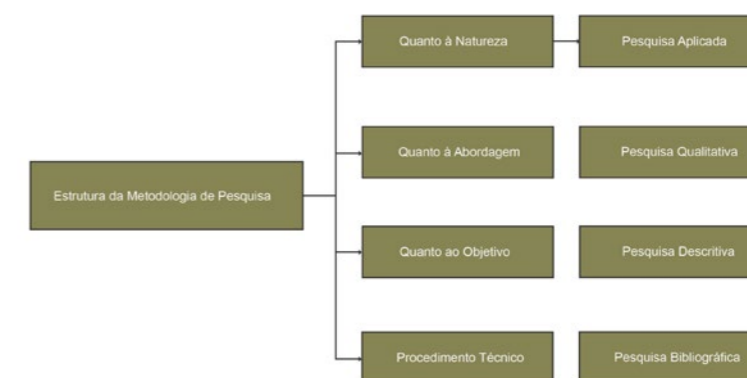 Quanto à Natureza
Pesquisa Aplicada
Quanto à Abordagem
Pesquisa Qualitativa
Estrutura da Metodologia de Pesquisa
Quanto ao Objetivo
Pesquisa Descritiva
Procedimento Técnico
Pesquisa Bibliográfica